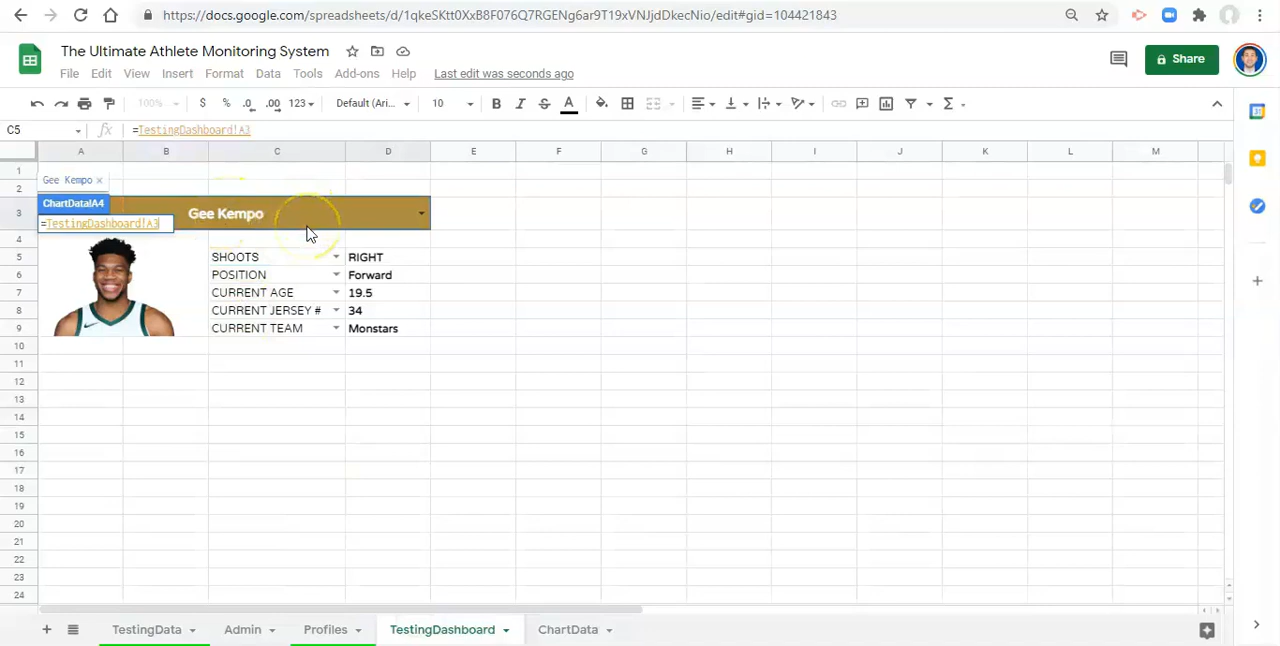 https://docs.google.com/spreadsheets/d/1qkeSKtt0XxB8F076Q7RGENg6ar9T19xVNJjdDkecNio/edit#gid=104421843
The Ultimate Athlete Monitoring System
File Edit View Insert Format Data Tools Add-ons Help Last edit was seconds ago
Share
100% $ % .0 .00 123 Default (Ari... 10 B I S A Σ
C5 fx =TestingDashboard!A3
A B C D E F G H I J K L M
1
Gee Kempo ×
2
ChartData!A4
3 Gee Kempo
=TestingDashboard!A3
4
5 SHOOTS RIGHT
6 POSITION Forward
7 CURRENT AGE 19.5
8 CURRENT JERSEY # 34
9 CURRENT TEAM Monstars
10
11
12
13
14
15
16
17
18
19
20
21
22
23
24
TestingData Admin Profiles TestingDashboard ChartData